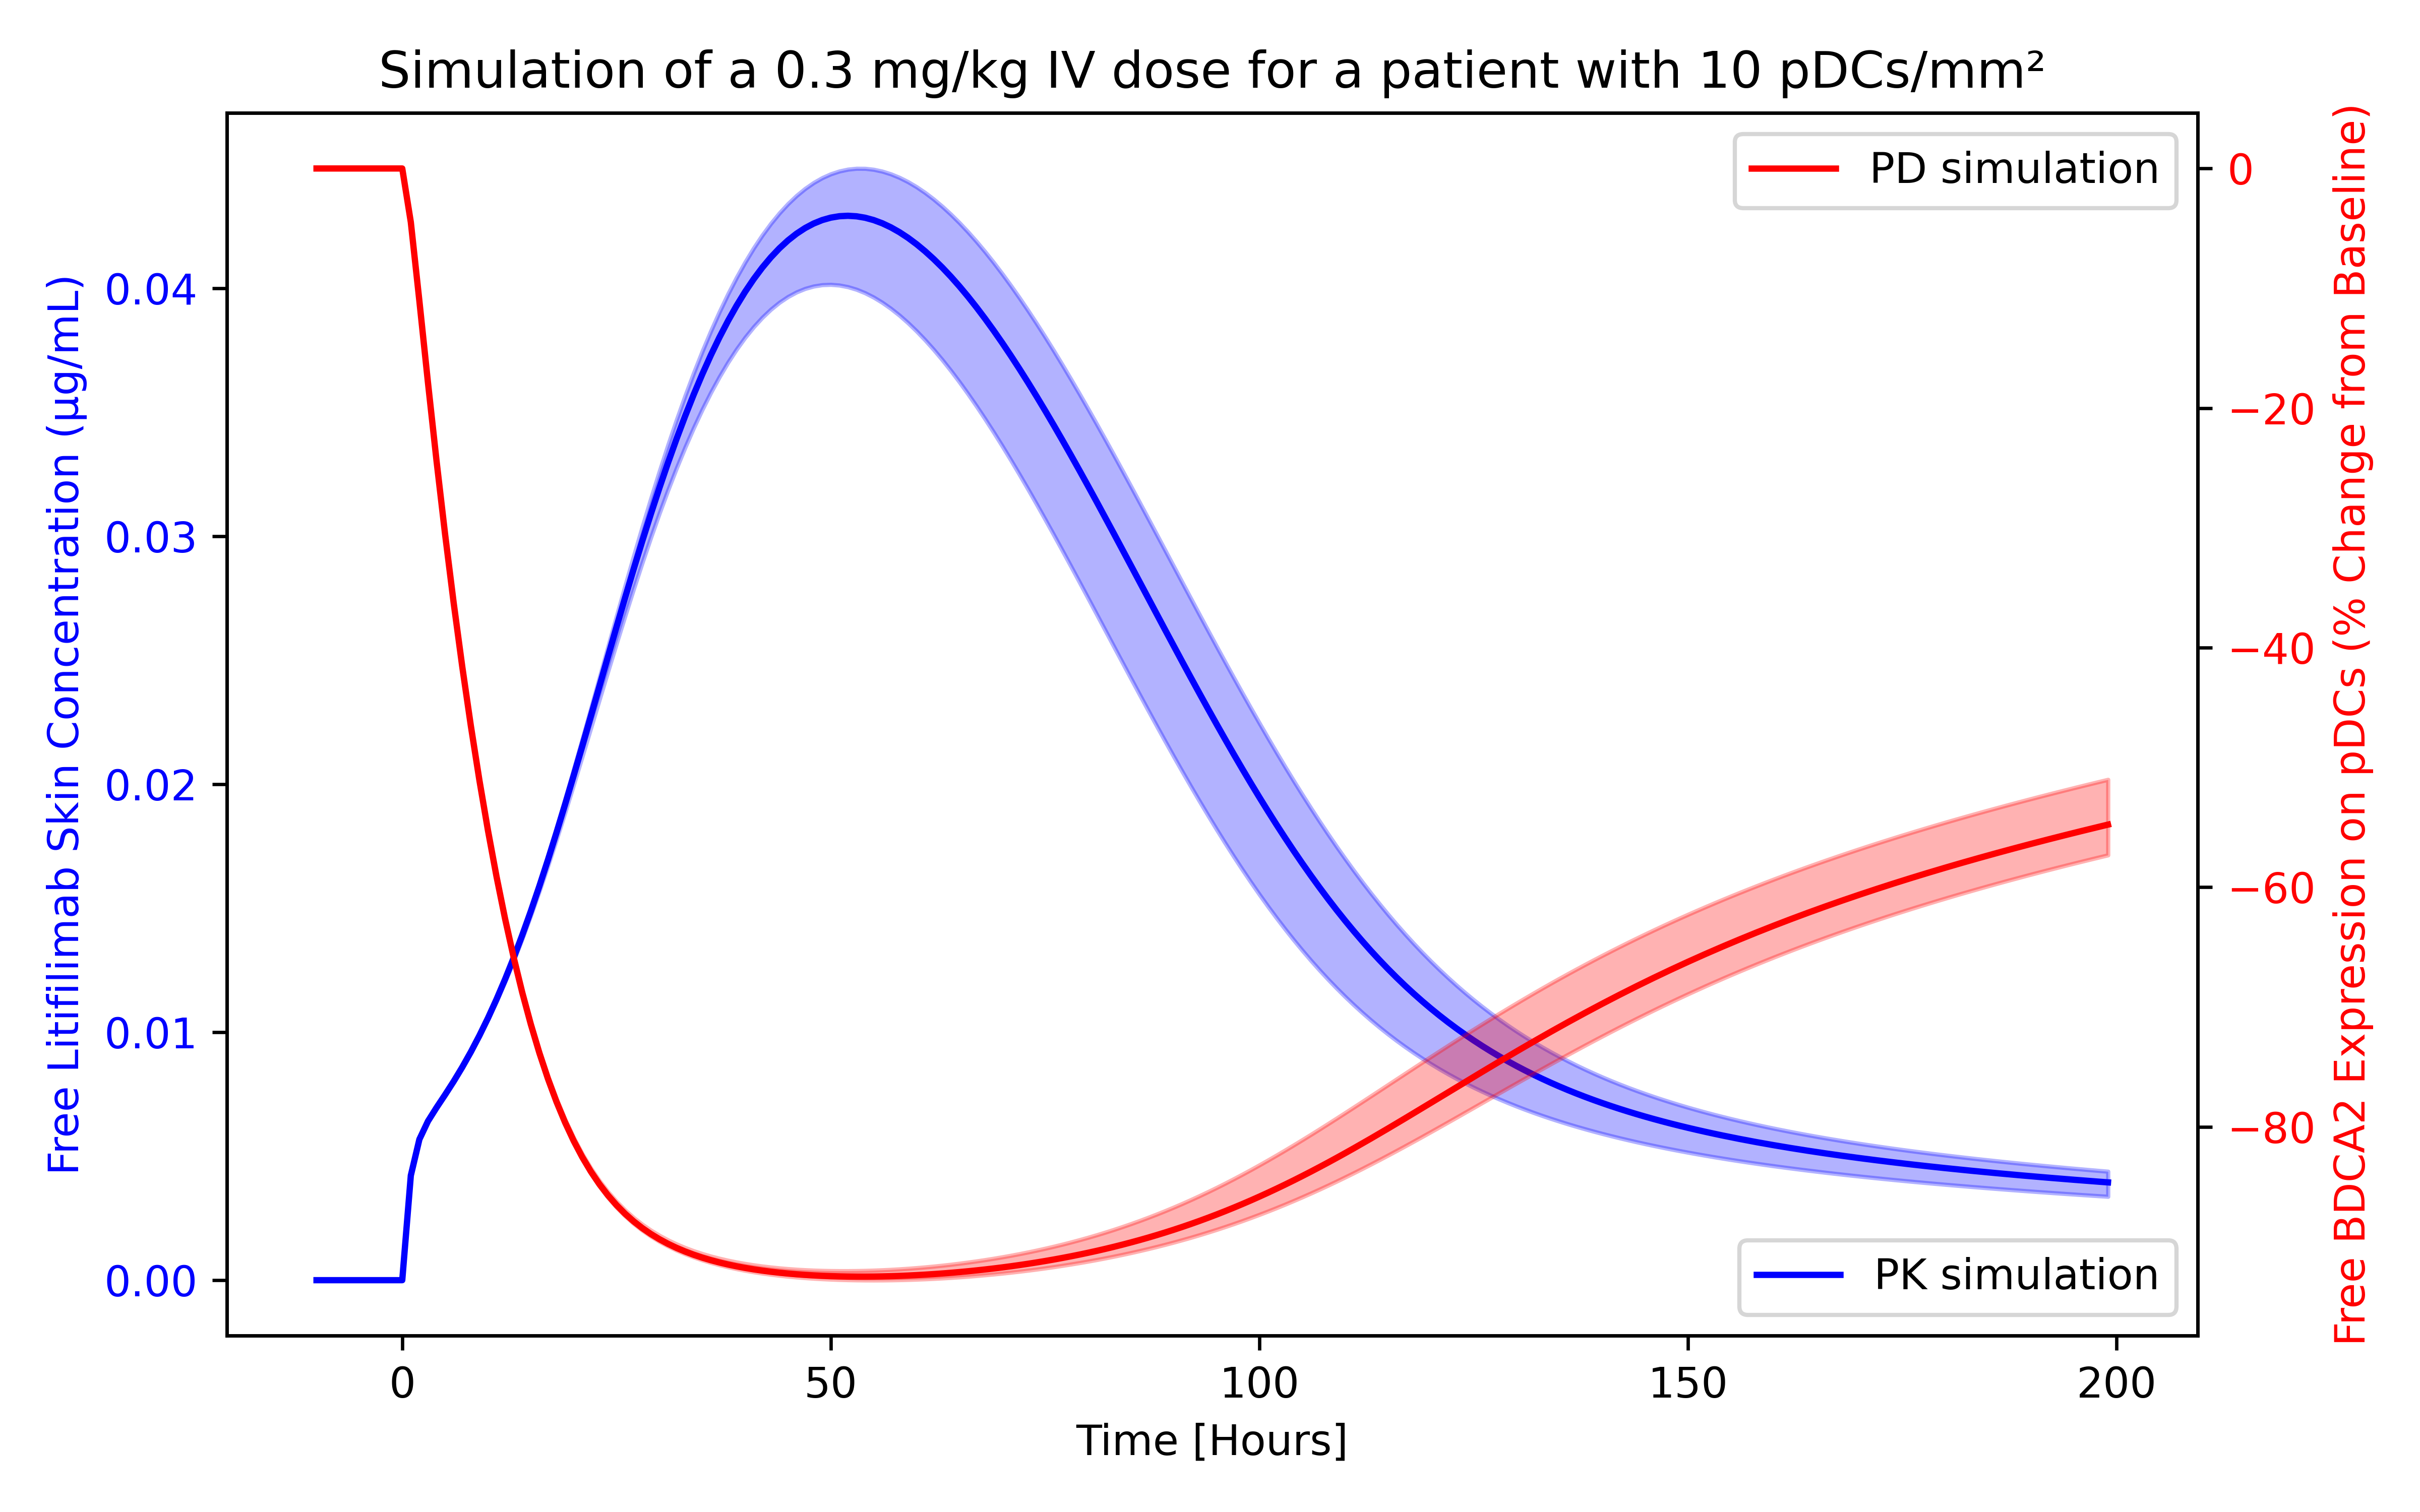 Simulation of a 0.3 mg/kg IV dose for a patient with 10 pDCs/mm²
Free Litifilimab Skin Concentration (μg/mL)
0.04
0.03
0.02
0.01
0.00
PD simulation
PK simulation
0
−20
−40
−60
−80
Free BDCA2 Expression on pDCs (% Change from Baseline)
0
50
100
150
200
Time [Hours]